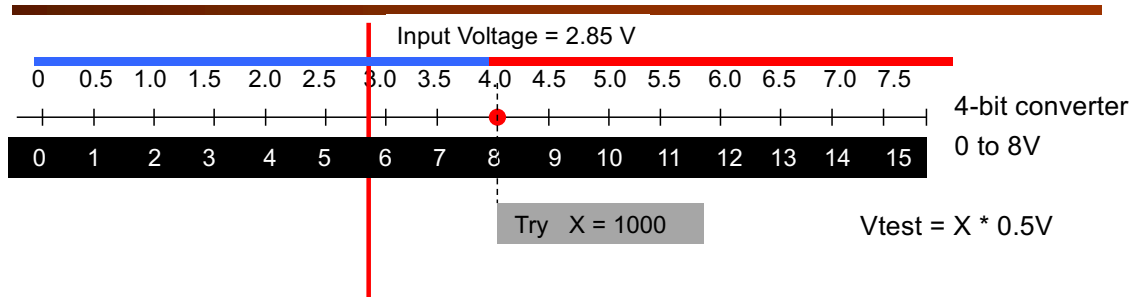 Input Voltage = 2.85 V
0 0.5 1.0 1.5 2.0 2.5 3.0 3.5 4.0 4.5 5.0 5.5 6.0 6.5 7.0 7.5
4-bit converter
0 to 8V
0 1 2 3 4 5 6 7 8 9 10 11 12 13 14 15
Try X = 1000
Vtest = X * 0.5V